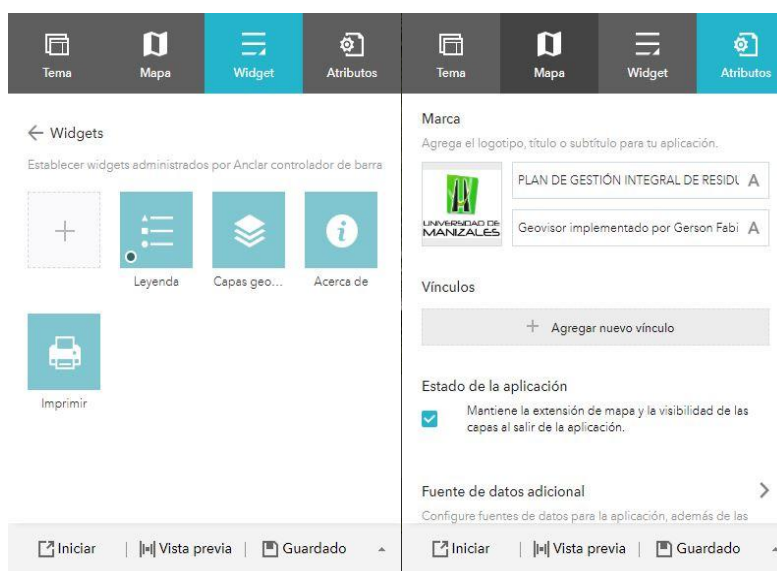 Tema
Mapa
Widget
Atributos
Widgets
Establecer widgets administrados por Anclar controlador de barra
Leyenda
Capas geo...
Acerca de
Imprimir
Iniciar
Vista previa
Guardado
Tema
Mapa
Widget
Atributos
Marca
Agrega el logotipo, título o subtítulo para tu aplicación.
UNIVERSIDAD DE
MANIZALES
PLAN DE GESTIÓN INTEGRAL DE RESIDU
A
Geovisor implementado por Gerson Fabi
A
Vínculos
Agregar nuevo vínculo
Estado de la aplicación
Mantiene la extensión de mapa y la visibilidad de las
capas al salir de la aplicación.
Fuente de datos adicional
Configure fuentes de datos para la aplicación, además de las
Iniciar
Vista previa
Guardado